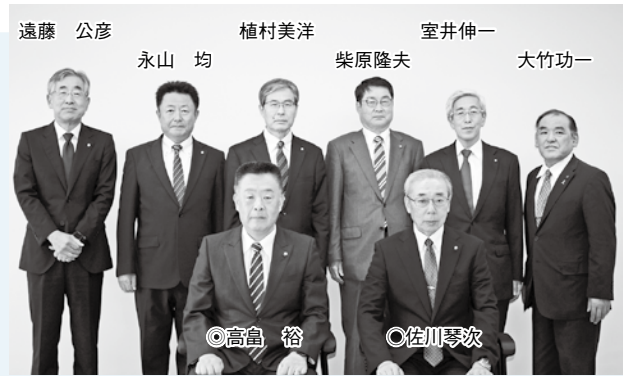 遠藤　公彦
永山　均
植村美洋
柴原隆夫
室井伸一
大竹功一
◎高畠　裕
●佐川琴次